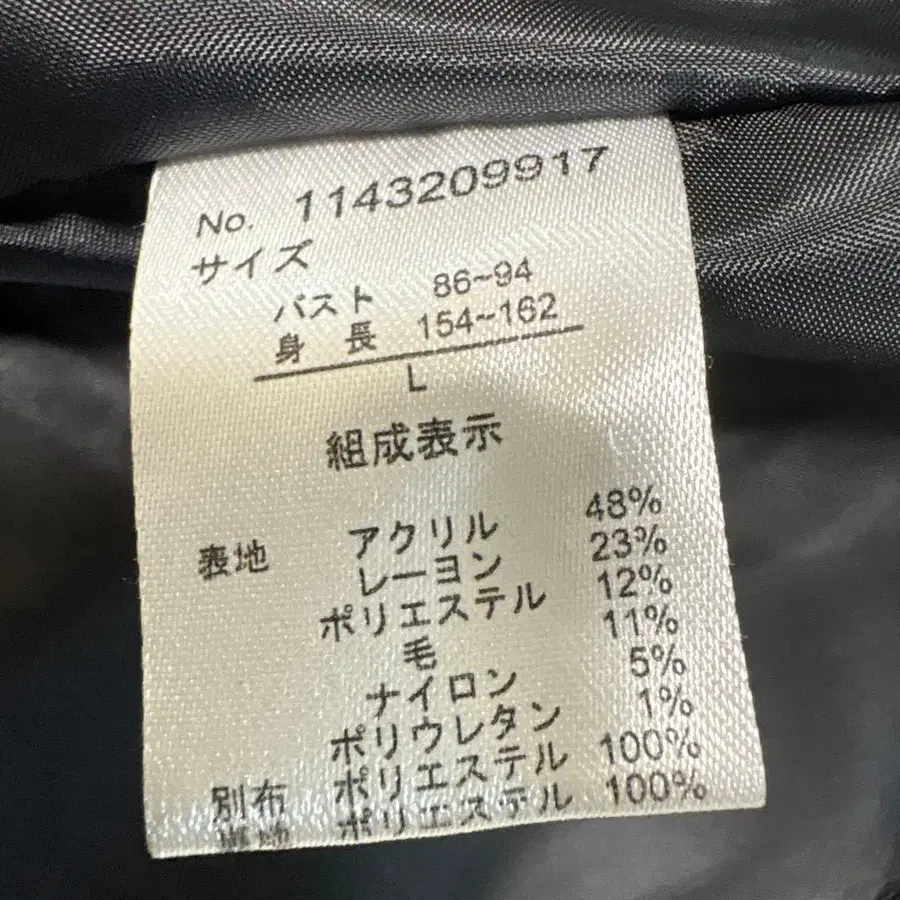 No. 1143209917
サイズ
バスト 86~94
身長 154~162
L
組成表示
表地 アクリル 48%
レーヨン 23%
ポリエステル 12%
毛 11%
ナイロン 5%
ポリウレタン 1%
別布 ポリエステル 100%
ポリエステル 100%